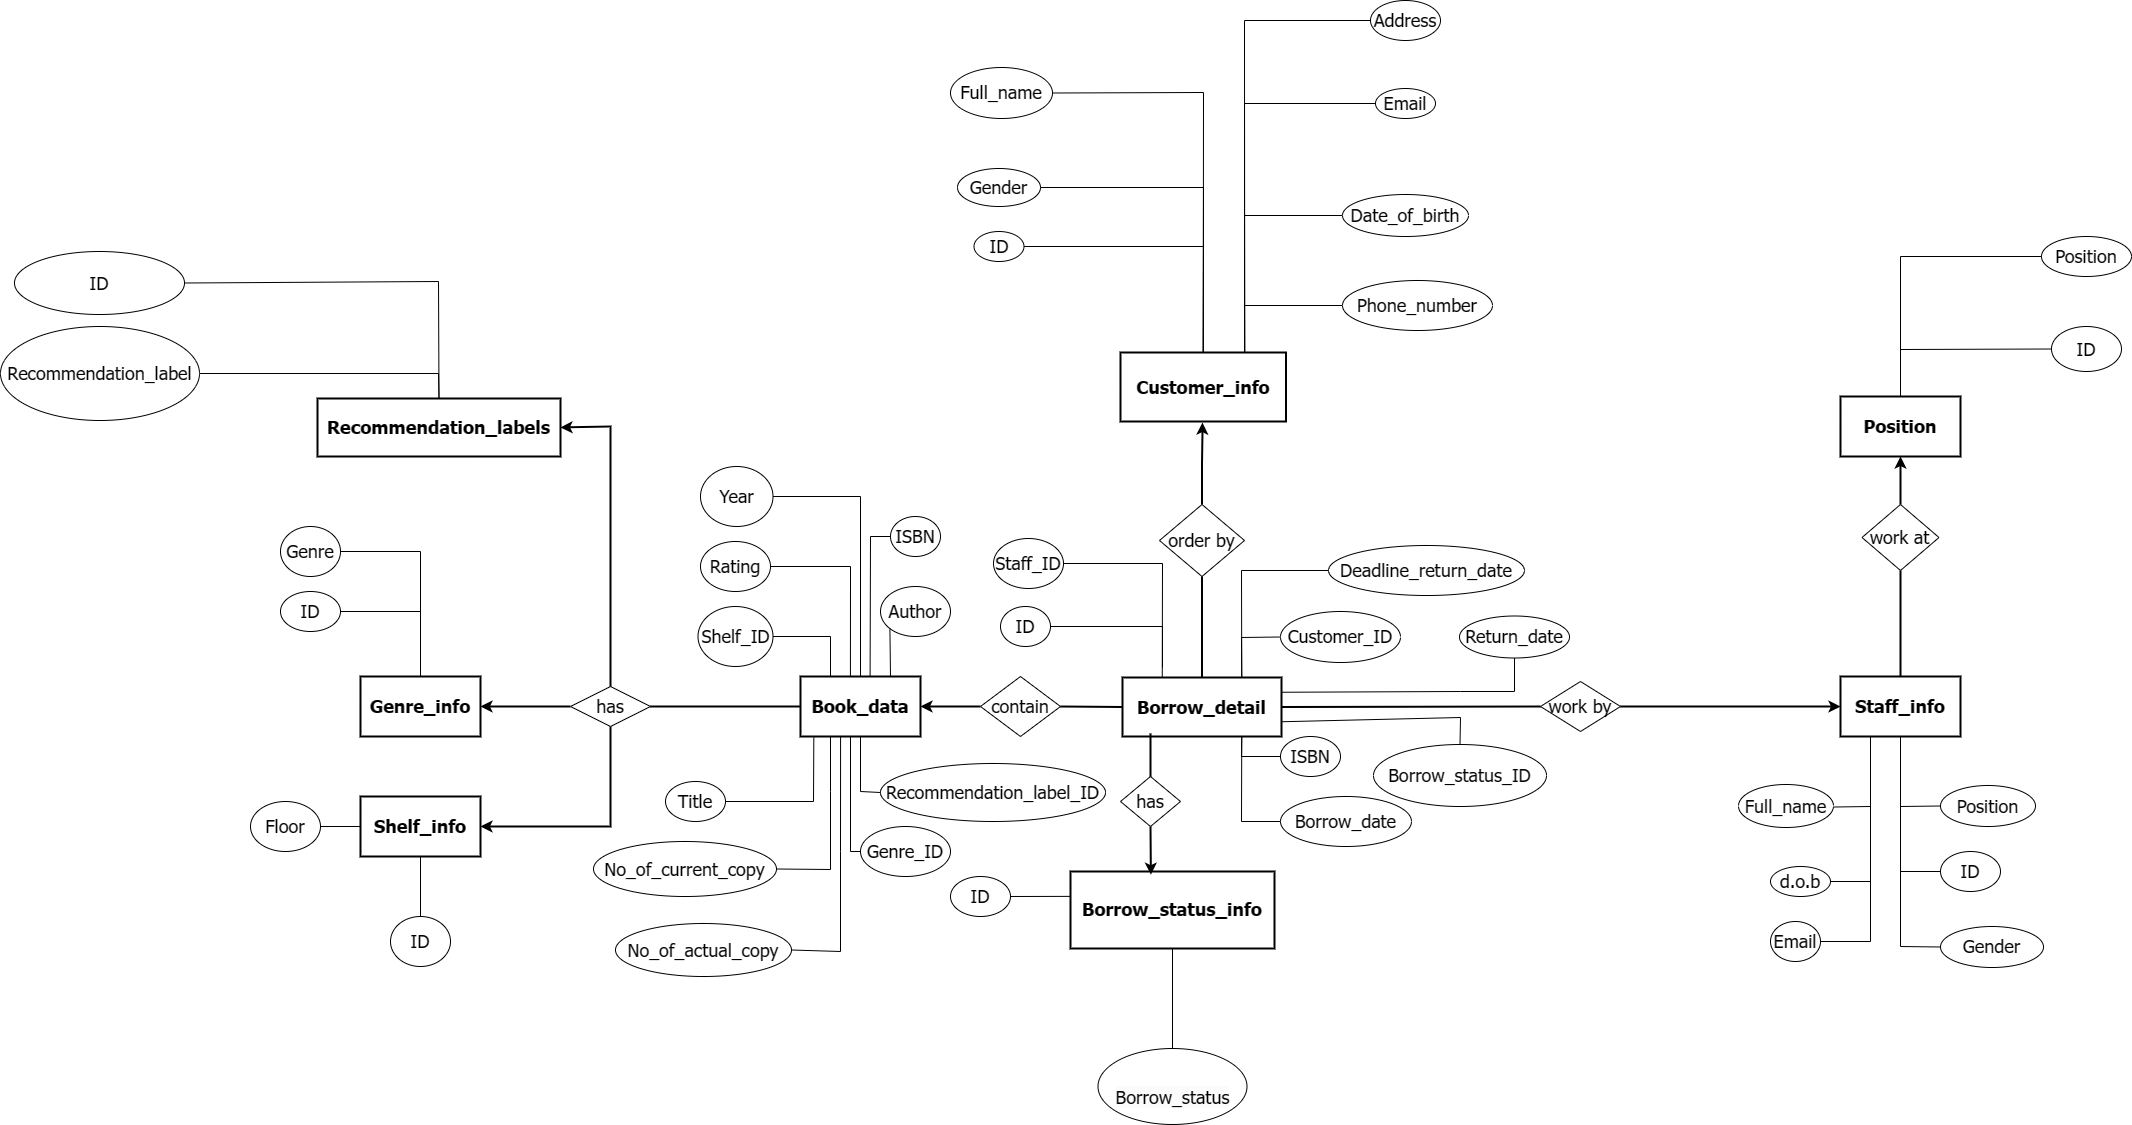 Address
Full_name
Email
Gender
Date_of_birth
ID
Phone_number
Customer_info
Position
ID
Position
ID
Recommendation_label
Recommendation_labels
Year
ISBN
Rating
Author
Shelf_ID
Genre
ID
Genre_info
has
Book_data
contain
Staff_ID
ID
order by
Deadline_return_date
Customer_ID
Return_date
Borrow_detail
work by
work at
Staff_info
Floor
Shelf_info
ID
Title
Recommendation_label_ID
No_of_current_copy
Genre_ID
No_of_actual_copy
has
ISBN
Borrow_status_ID
Borrow_date
ID
Borrow_status_info
Borrow_status
Full_name
Position
d.o.b
ID
Email
Gender